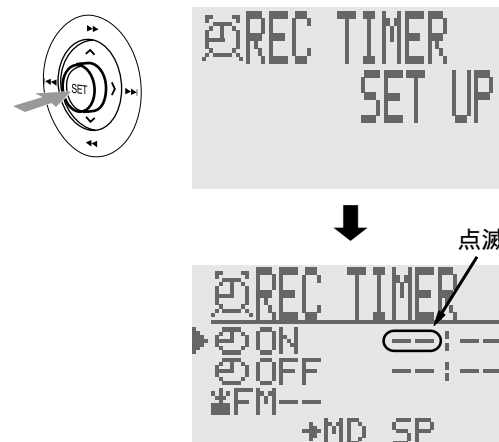 SET
REC TIMER
SET UP
点滅
REC TIMER
ON --:--
OFF --:--
FM--
MD SP